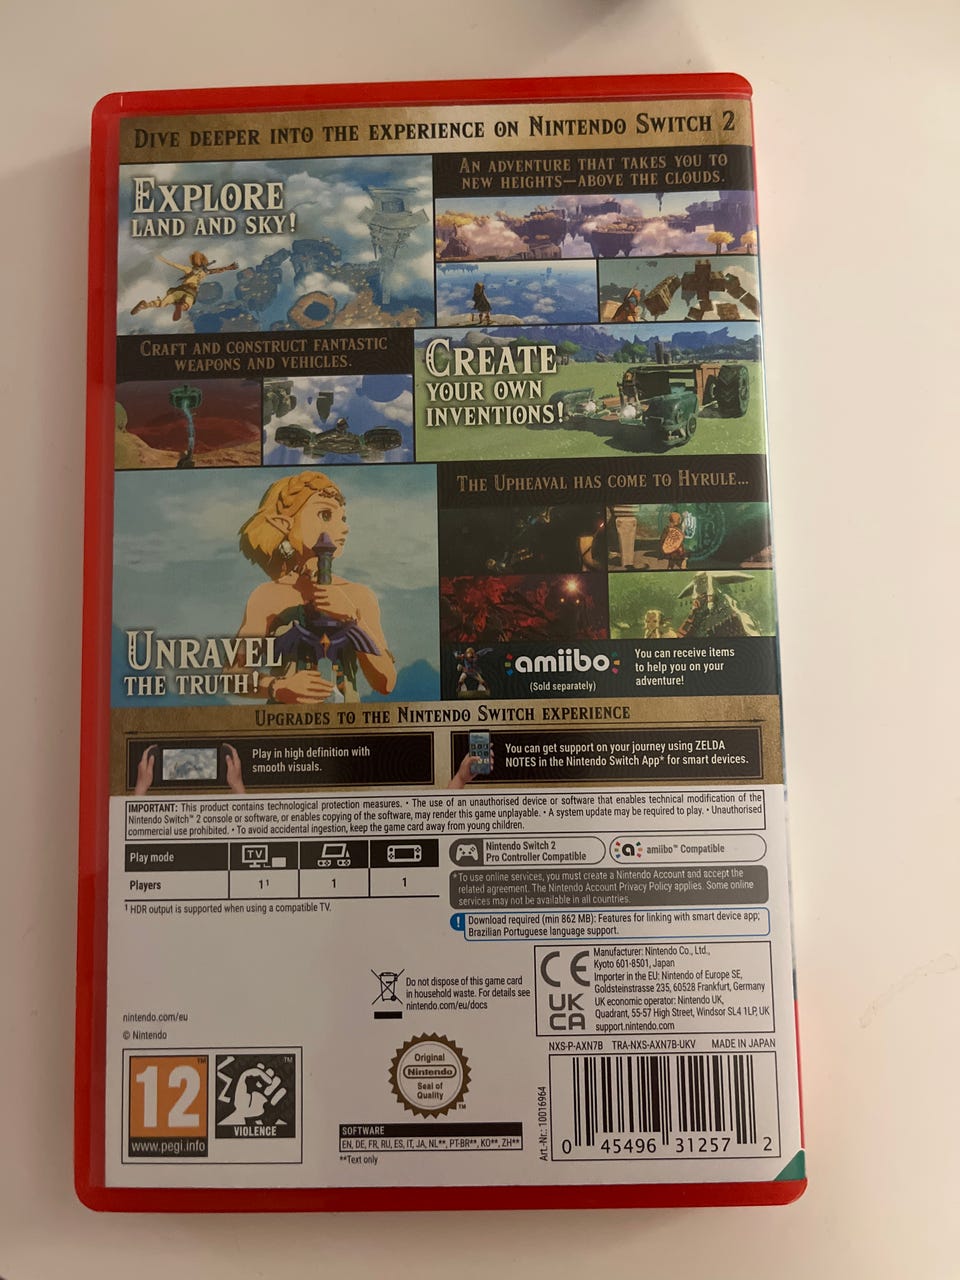 DIVE DEEPER INTO THE EXPERIENCE ON NINTENDO SWITCH 2
EXPLORE
LAND AND SKY!
AN ADVENTURE THAT TAKES YOU TO
NEW HEIGHTS—ABOVE THE CLOUDS.
CRAFT AND CONSTRUCT FANTASTIC
WEAPONS AND VEHICLES.
CREATE
YOUR OWN
INVENTIONS!
UNRAVEL
THE TRUTH!
THE UPHEAVAL HAS COME TO HYRULE...
amiibo
(Sold separately)
You can receive items
to help you on your
adventure!
UPGRADES TO THE NINTENDO SWITCH EXPERIENCE
Play in high definition with
smooth visuals.
You can get support on your journey using ZELDA
NOTES in the Nintendo Switch App* for smart devices.
IMPORTANT: This product contains technological protection measures. • The use of an unauthorised device or software that enables technical modification of the
Nintendo Switch™ 2 console or software, or enables copying of the software, may render this game unplayable. • A system update may be required to play. • Unauthorised
commercial use prohibited. • To avoid accidental ingestion, keep the game card away from young children.
Play mode
TV
Players
1¹
1
1
¹ HDR output is supported when using a compatible TV.
Nintendo Switch 2
Pro Controller Compatible
a
amiibo™ Compatible
*To use online services, you must create a Nintendo Account and accept the
related agreement. The Nintendo Account Privacy Policy applies. Some online
services may not be available in all countries.
! Download required (min 862 MB): Features for linking with smart device app;
Brazilian Portuguese language support.
Do not dispose of this game card
in household waste. For details see
nintendo.com/eu/docs
CE
UK
CA
Manufacturer: Nintendo Co., Ltd.,
Kyoto 601-8501, Japan
Importer in the EU: Nintendo of Europe SE,
Goldsteinstrasse 235, 60528 Frankfurt, Germany
UK economic operator: Nintendo UK,
Quadrant, 55-57 High Street, Windsor SL4 1LP, UK
support.nintendo.com
nintendo.com/eu
© Nintendo
NXS-P-AXN7B TRA-NXS-AXN7B-UKV MADE IN JAPAN
12
www.pegi.info
™
VIOLENCE
™
Original
Nintendo
Seal of
Quality
™
SOFTWARE
EN, DE, FR, RU, ES, IT, JA, NL**, PT-BR**, KO**, ZH**
**Text only
Art.-Nr.: 10016964
0 45496 31257 2